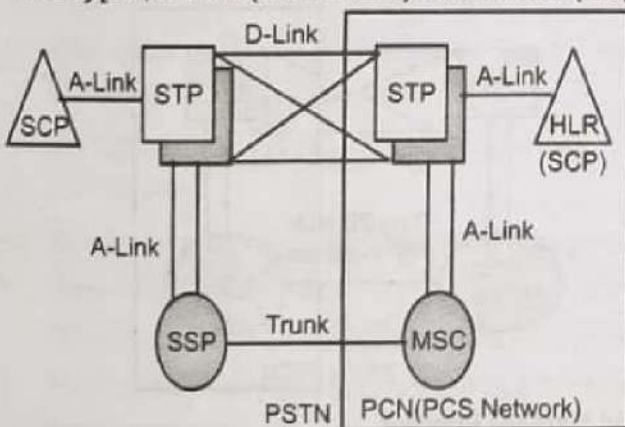 D-Link
A-Link
STP
STP
A-Link
SCP
HLR
(SCP)
A-Link
A-Link
SSP
Trunk
MSC
PSTN
PCN(PCS Network)